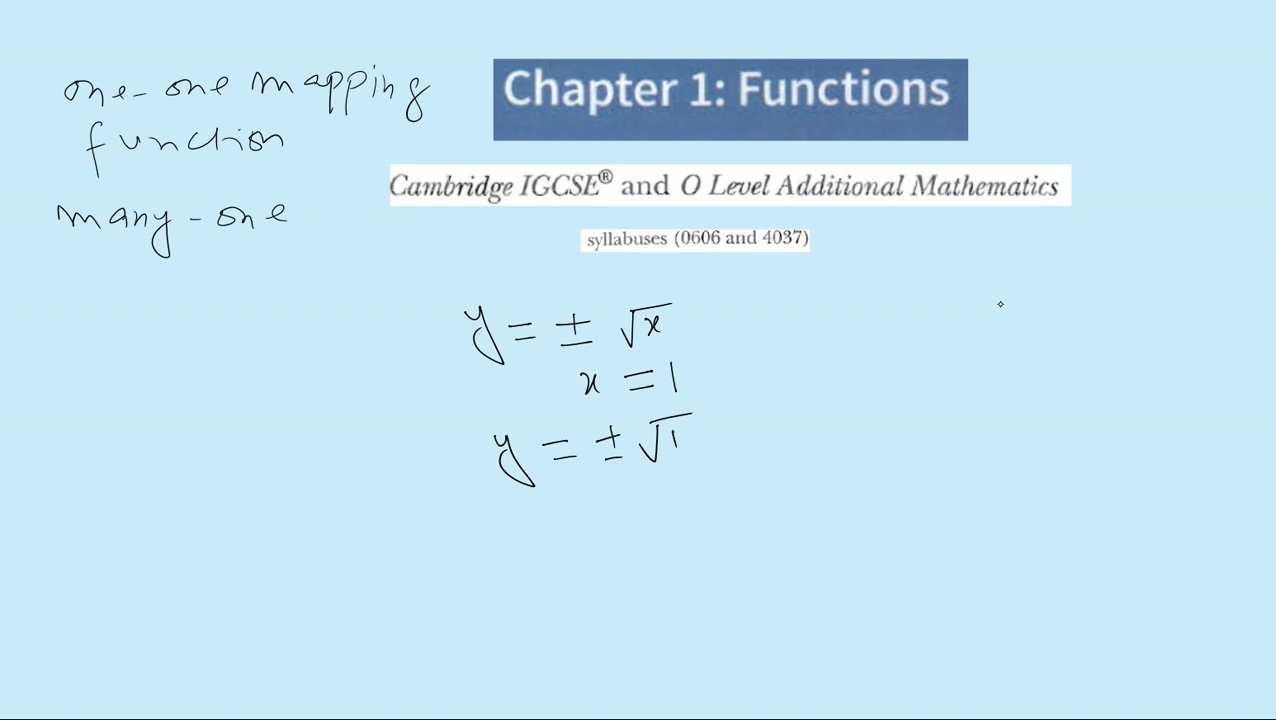 one-one mapping
function
many-one
Chapter 1: Functions
Cambridge IGCSE® and O Level Additional Mathematics
syllabuses (0606 and 4037)
y = ± √x
x = 1
y = ± √1